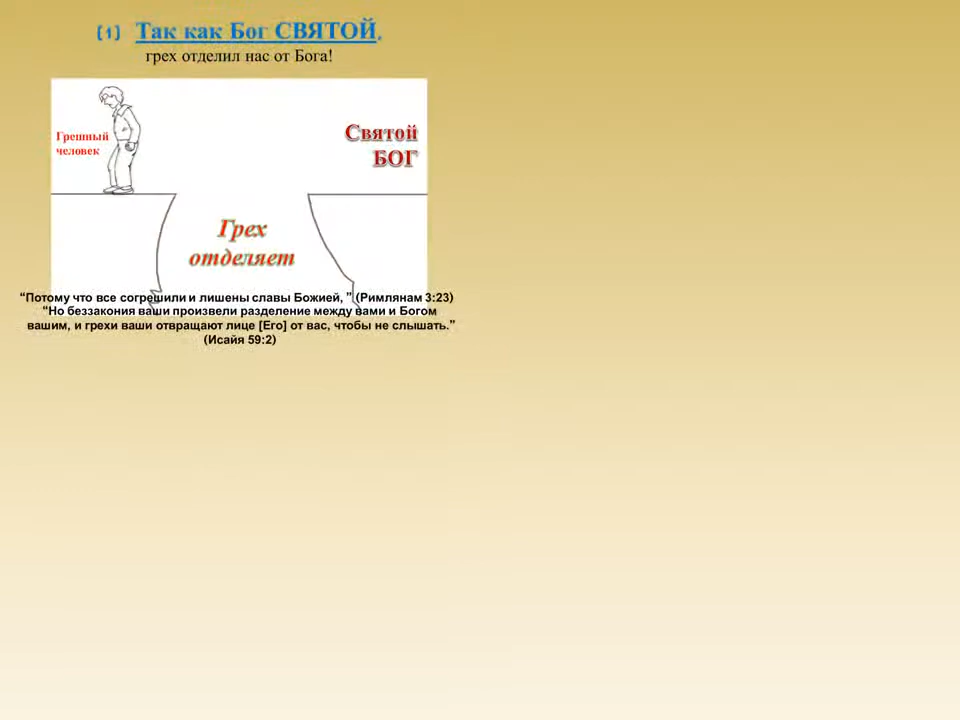 (1) Так как Бог СВЯТОЙ,
грех отделил нас от Бога!
Грешный
человек
Святой
БОГ
Грех
отделяет
“Потому что все согрешили и лишены славы Божией, ” (Римлянам 3:23)
“Но беззакония ваши произвели разделение между вами и Богом
вашим, и грехи ваши отвращают лице [Его] от вас, чтобы не слышать.”
(Исайя 59:2)